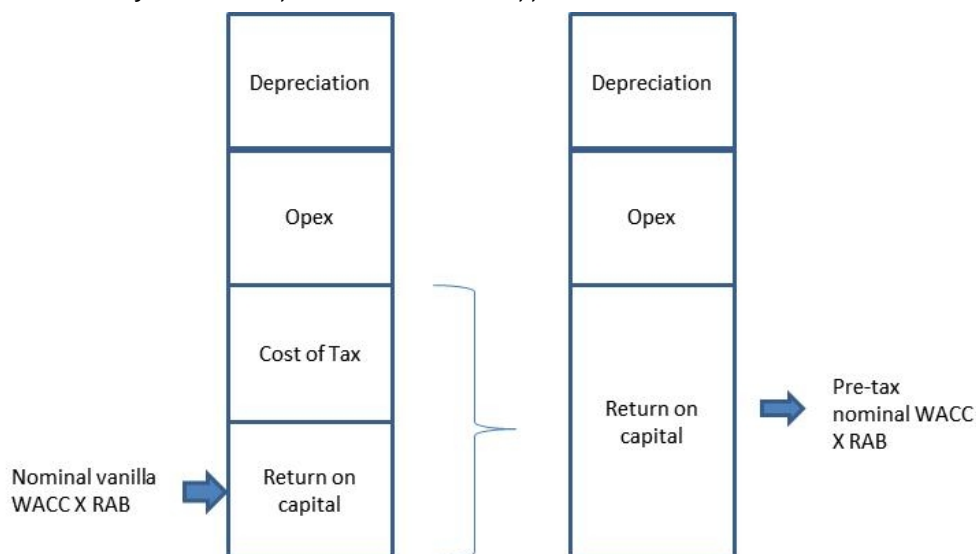 Depreciation
Depreciation
Opex
Opex
Cost of Tax
Return on
capital
Pre-tax
nominal WACC
X RAB
Nominal vanilla
WACC X RAB
Return on
capital